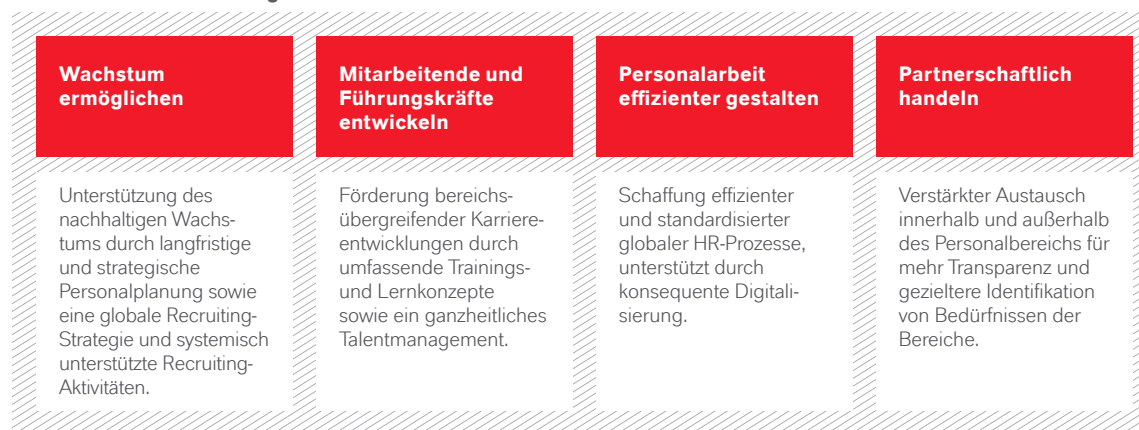 Wachstum
ermöglichen
Unterstützung des
nachhaltigen Wachs-
tums durch langfristige
und strategische
Personalplanung sowie
eine globale Recruiting-
Strategie und systemisch
unterstützte Recruiting-
Aktivitäten.
Mitarbeitende und
Führungskräfte
entwickeln
Förderung bereichs-
übergreifender Karriere-
entwicklungen durch
umfassende Trainings-
und Lernkonzepte
sowie ein ganzheitliches
Talentmanagement.
Personalarbeit
effizienter gestalten
Schaffung effizienter
und standardisierter
globaler HR-Prozesse,
unterstützt durch
konsequente Digitali-
sierung.
Partnerschaftlich
handeln
Verstärkter Austausch
innerhalb und außerhalb
des Personalbereichs für
mehr Transparenz und
gezieltere Identifikation
von Bedürfnissen der
Bereiche.